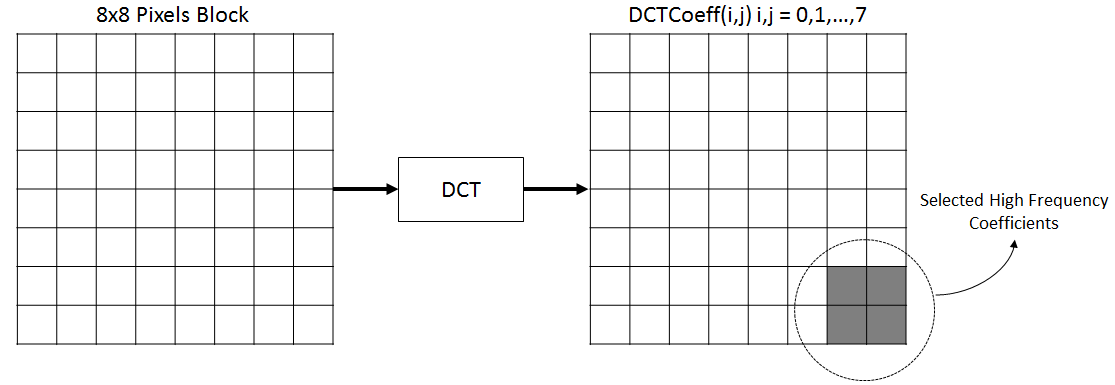 8x8 Pixels Block
DCTCoeff(i,j) i,j = 0,1,...,7
DCT
Selected High Frequency
Coefficients